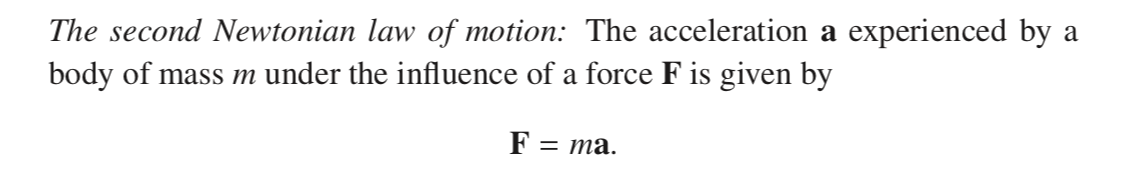 The second Newtonian law of motion: The acceleration a experienced by a
body of mass m under the influence of a force F is given by
F = ma.